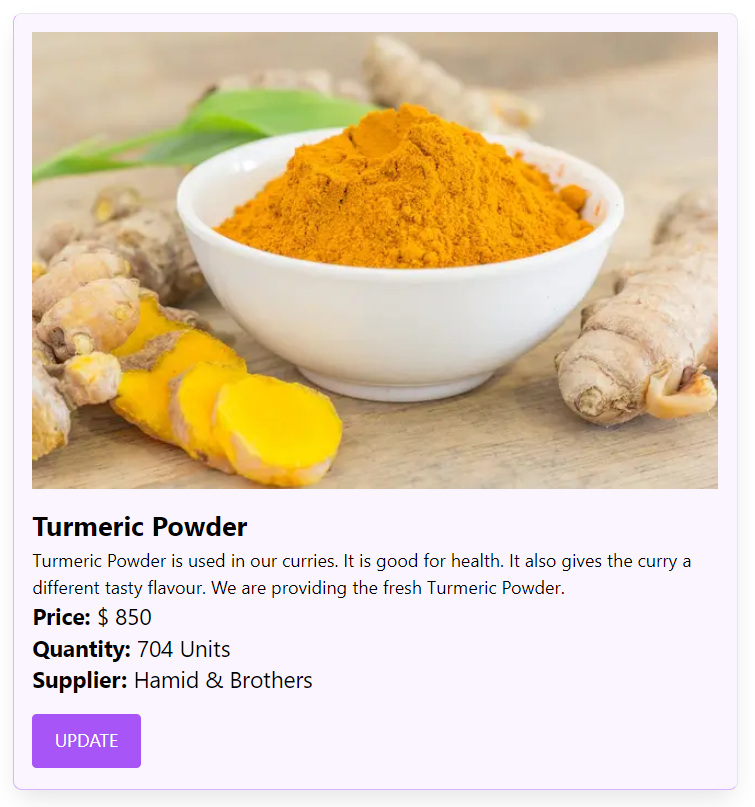 Turmeric Powder
Turmeric Powder is used in our curries. It is good for health. It also gives the curry a
different tasty flavour. We are providing the fresh Turmeric Powder.
Price: $ 850
Quantity: 704 Units
Supplier: Hamid & Brothers
UPDATE